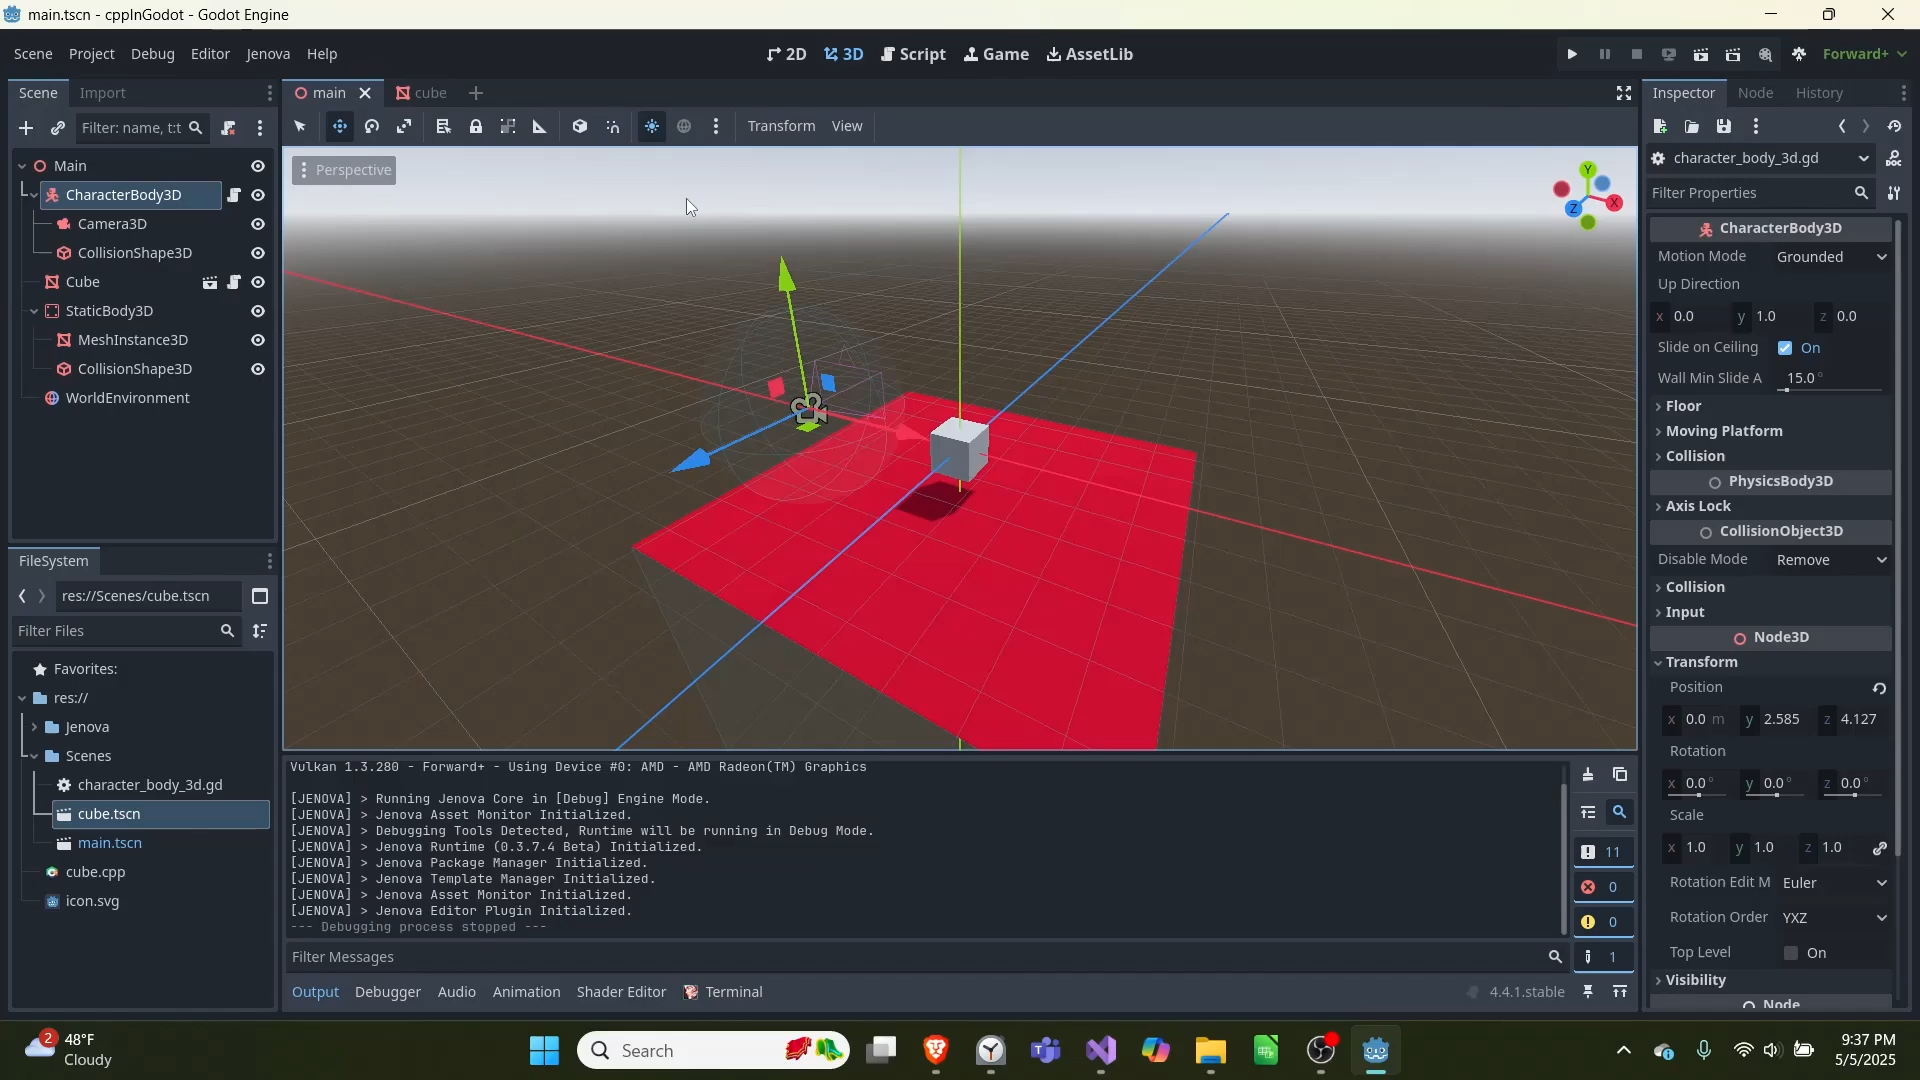 main.tscn - cppInGodot - Godot Engine
Scene Project Debug Editor Jenova Help
2D 3D Script Game AssetLib
Forward+
Scene Import
main cube
Inspector Node History
Filter: name, t:t
Transform View
Main
CharacterBody3D
Camera3D
CollisionShape3D
Cube
StaticBody3D
MeshInstance3D
CollisionShape3D
WorldEnvironment
Perspective
Y
X
Z
FileSystem
res://Scenes/cube.tscn
Filter Files
Favorites:
res://
Jenova
Scenes
character_body_3d.gd
cube.tscn
main.tscn
cube.cpp
icon.svg
Vulkan 1.3.280 - Forward+ - Using Device #0: AMD - AMD Radeon(TM) Graphics
[JENOVA] > Running Jenova Core in [Debug] Engine Mode.
[JENOVA] > Jenova Asset Monitor Initialized.
[JENOVA] > Debugging Tools Detected, Runtime will be running in Debug Mode.
[JENOVA] > Jenova Runtime (0.3.7.4 Beta) Initialized.
[JENOVA] > Jenova Package Manager Initialized.
[JENOVA] > Jenova Template Manager Initialized.
[JENOVA] > Jenova Asset Monitor Initialized.
[JENOVA] > Jenova Editor Plugin Initialized.
--- Debugging process stopped ---
11
0
0
1
Filter Messages
Output Debugger Audio Animation Shader Editor Terminal
4.4.1.stable
character_body_3d.gd
Filter Properties
CharacterBody3D
Motion Mode Grounded
Up Direction
x 0.0 y 1.0 z 0.0
Slide on Ceiling On
Wall Min Slide A 15.0 °
Floor
Moving Platform
Collision
PhysicsBody3D
Axis Lock
CollisionObject3D
Disable Mode Remove
Collision
Input
Node3D
Transform
Position
x 0.0 m y 2.585 z 4.127
Rotation
x 0.0 ° y 0.0 ° z 0.0 °
Scale
x 1.0 y 1.0 z 1.0
Rotation Edit M Euler
Rotation Order YXZ
Top Level On
Visibility
Node
2
48°F
Cloudy
Search
9:37 PM
5/5/2025